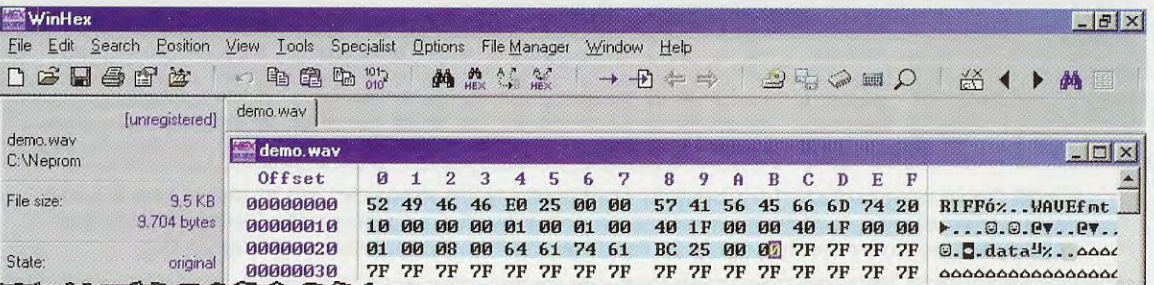 WinHex
File Edit Search Position View Tools Specialist Options File Manager Window Help
[unregistered]
demo.wav
C:\Neprom
File size: 9.5 KB
9.704 bytes
State: original
demo.wav
demo.wav
Offset 0 1 2 3 4 5 6 7 8 9 A B C D E F
00000000 52 49 46 46 E0 25 00 00 57 41 56 45 66 6D 74 20 RIFFó%..WAVEfmt
00000010 10 00 00 00 01 00 01 00 40 1F 00 00 40 1F 00 00 ►...☺.☺.@▼..@▼..
00000020 01 00 08 00 64 61 74 61 BC 25 00 00 7F 7F 7F 7F ☺.◘.data╝%..⌂⌂⌂⌂
00000030 7F 7F 7F 7F 7F 7F 7F 7F 7F 7F 7F 7F 7F 7F 7F 7F ⌂⌂⌂⌂⌂⌂⌂⌂⌂⌂⌂⌂⌂⌂⌂⌂